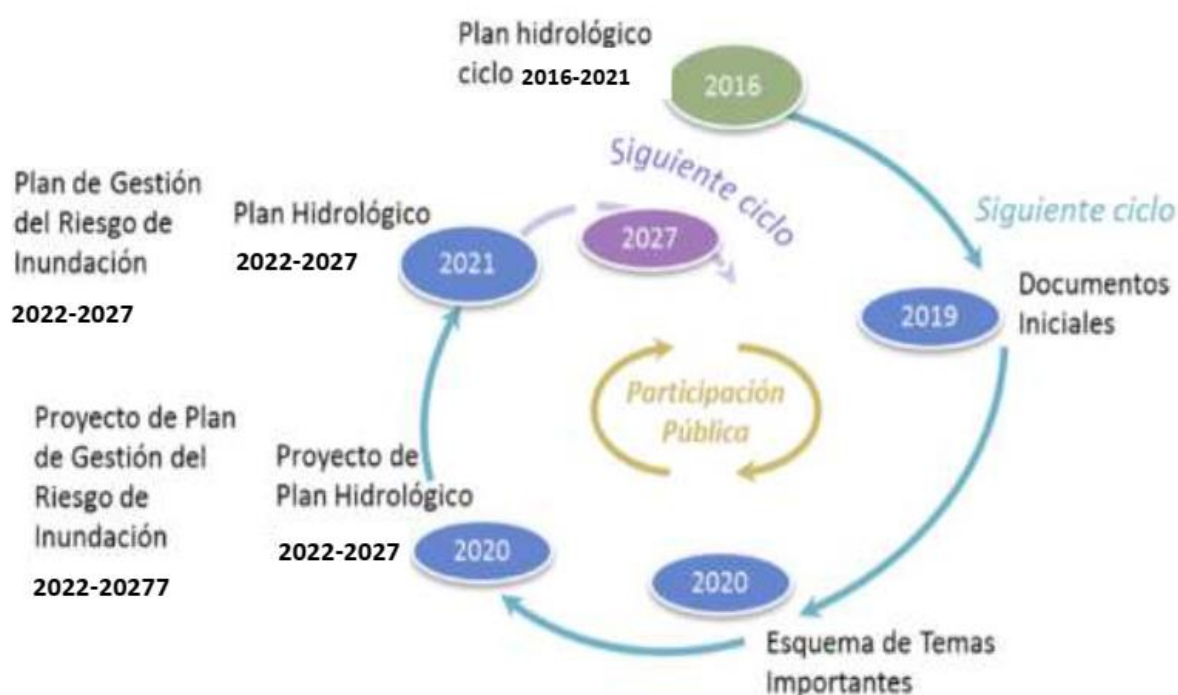 Plan hidrológico
ciclo 2016-2021
2016
Siguiente ciclo
Siguiente ciclo
Plan de Gestión
del Riesgo de
Inundación
2022-2027
Plan Hidrológico
2022-2027
2021
2027
2019
Documentos
Iniciales
Participación
Pública
Proyecto de Plan
de Gestión del
Riesgo de
Inundación
2022-20277
Proyecto de
Plan Hidrológico
2022-2027
2020
2020
Esquema de Temas
Importantes